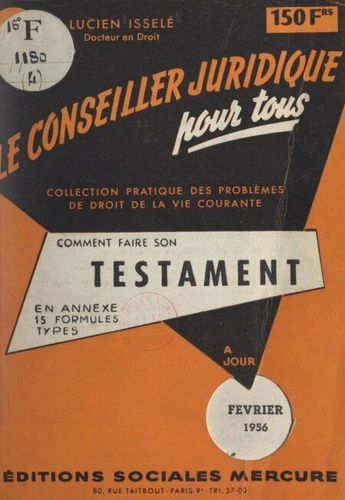 16° F
1180
(4)
LUCIEN ISSELÉ
Docteur en Droit
150 FRS
LE CONSEILLER JURIDIQUE
pour tous
COLLECTION PRATIQUE DES PROBLÈMES
DE DROIT DE LA VIE COURANTE
COMMENT FAIRE SON
TESTAMENT
EN ANNEXE
15 FORMULES
TYPES
A
JOUR
FEVRIER
1956
ÉDITIONS SOCIALES MERCURE
80, RUE TAITBOUT - PARIS 9e TRI. 57-00